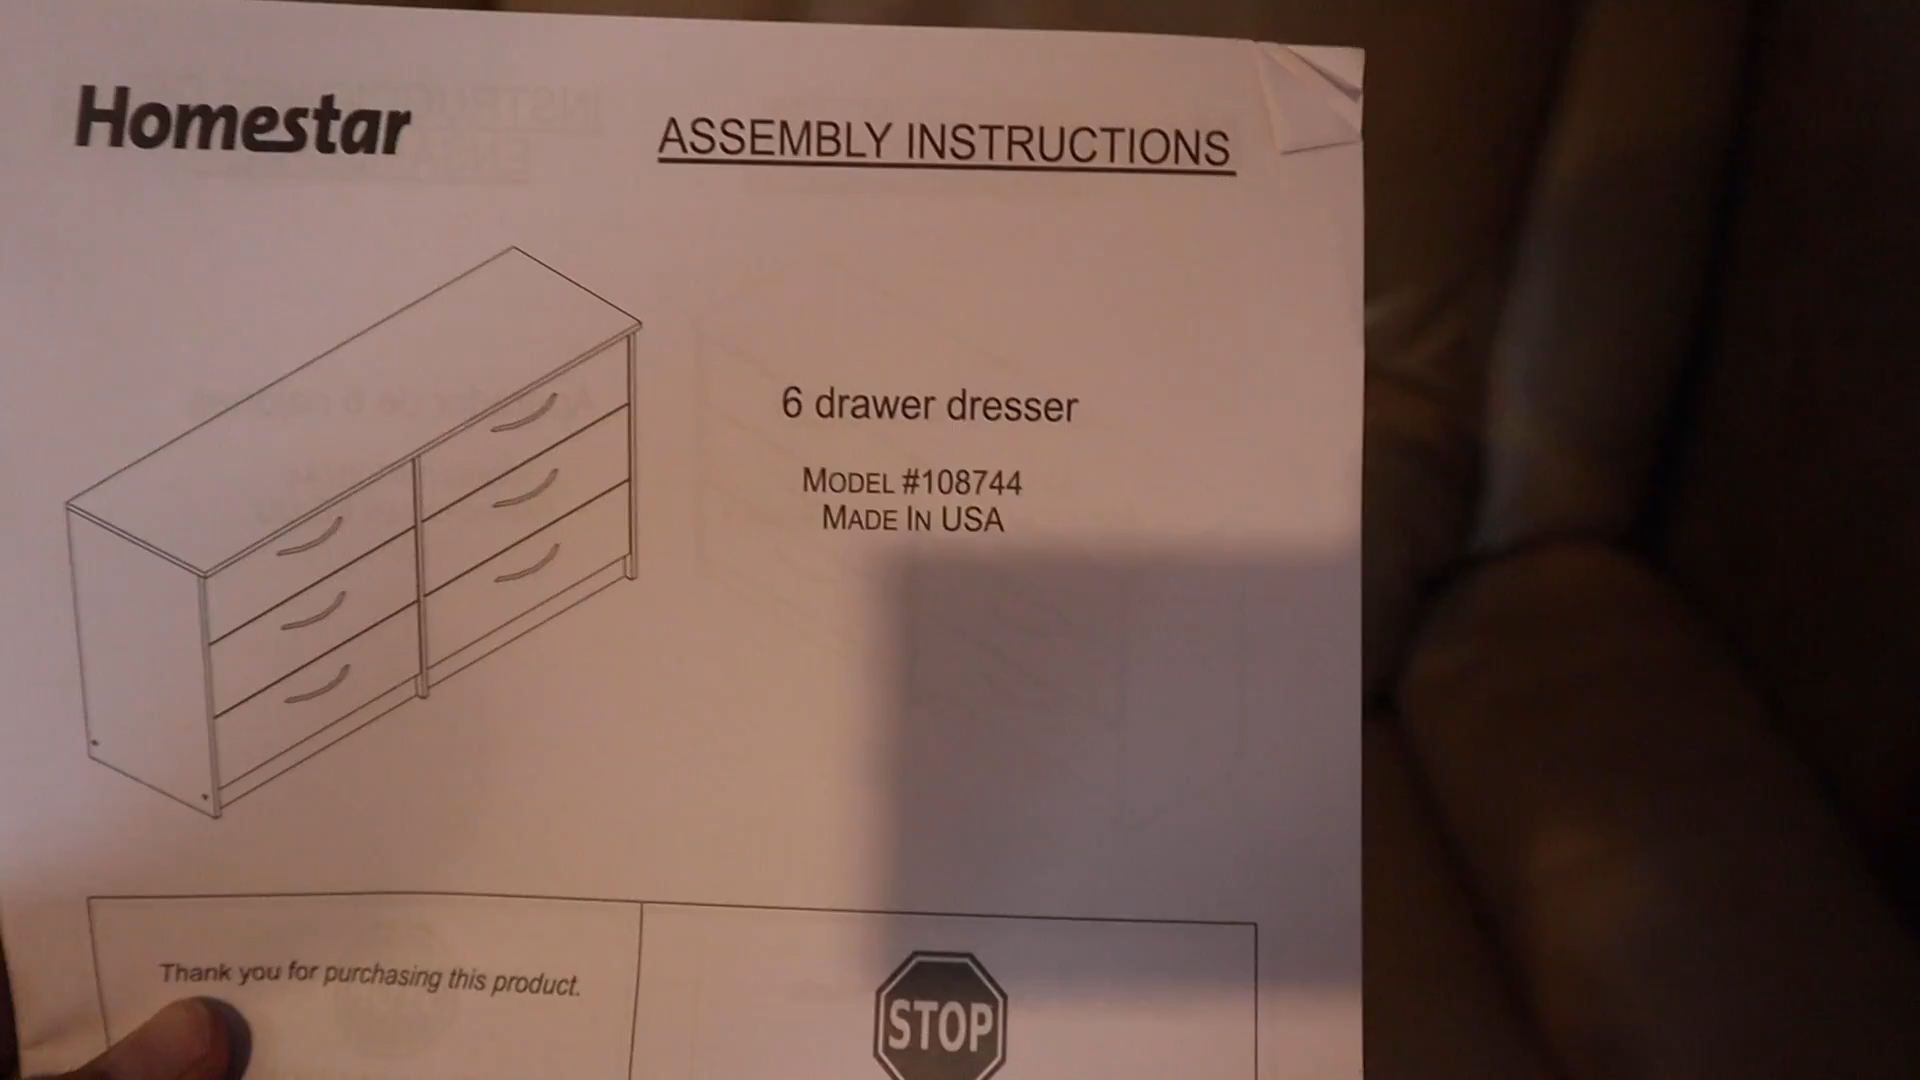 Homestar
ASSEMBLY INSTRUCTIONS
6 drawer dresser
MODEL #108744
MADE IN USA
Thank you for purchasing this product.
STOP